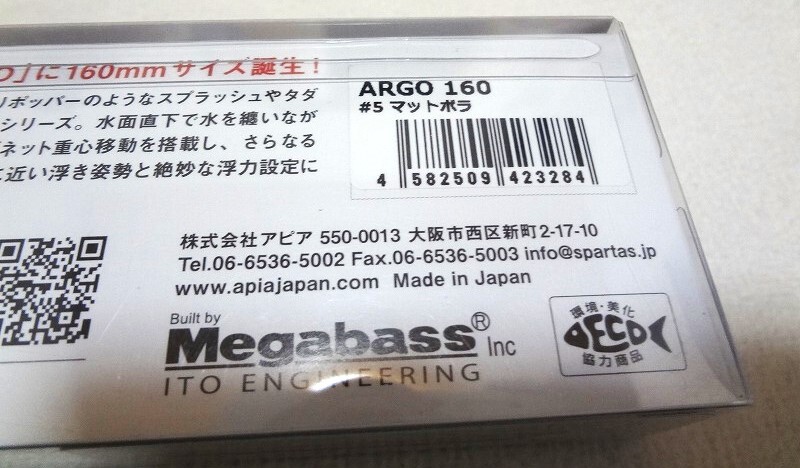 』に160mmサイズ誕生!
ポッパーのようなスプラッシュやタダ
シリーズ。水面直下で水を纏いなが
ネット重心移動を搭載し、さらなる
に近い浮き姿勢と絶妙な浮力設定に
ARGO 160
#5 マットボラ
4 582509 423284
株式会社アピア 550-0013 大阪市西区新町2-17-10
Tel.06-6536-5002 Fax.06-6536-5003 info@spartas.jp
www.apiajapan.com Made in Japan
Built by
Megabass® Inc
ITO ENGINEERING
環境・美化
ECO
協力商品